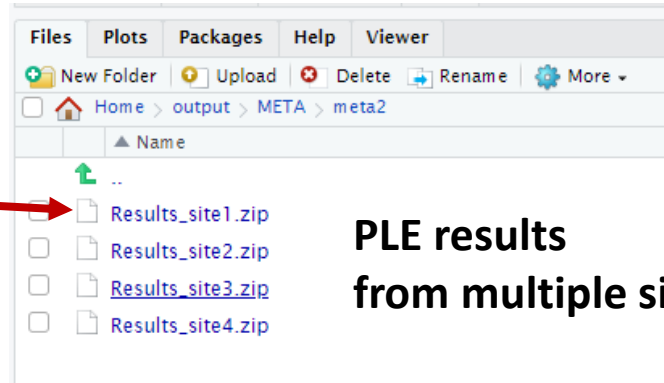 Files Plots Packages Help Viewer
New Folder Upload Delete Rename More
Home > output > META > meta2
Name
..
Results_site1.zip
Results_site2.zip
Results_site3.zip
Results_site4.zip
PLE results
from multiple si